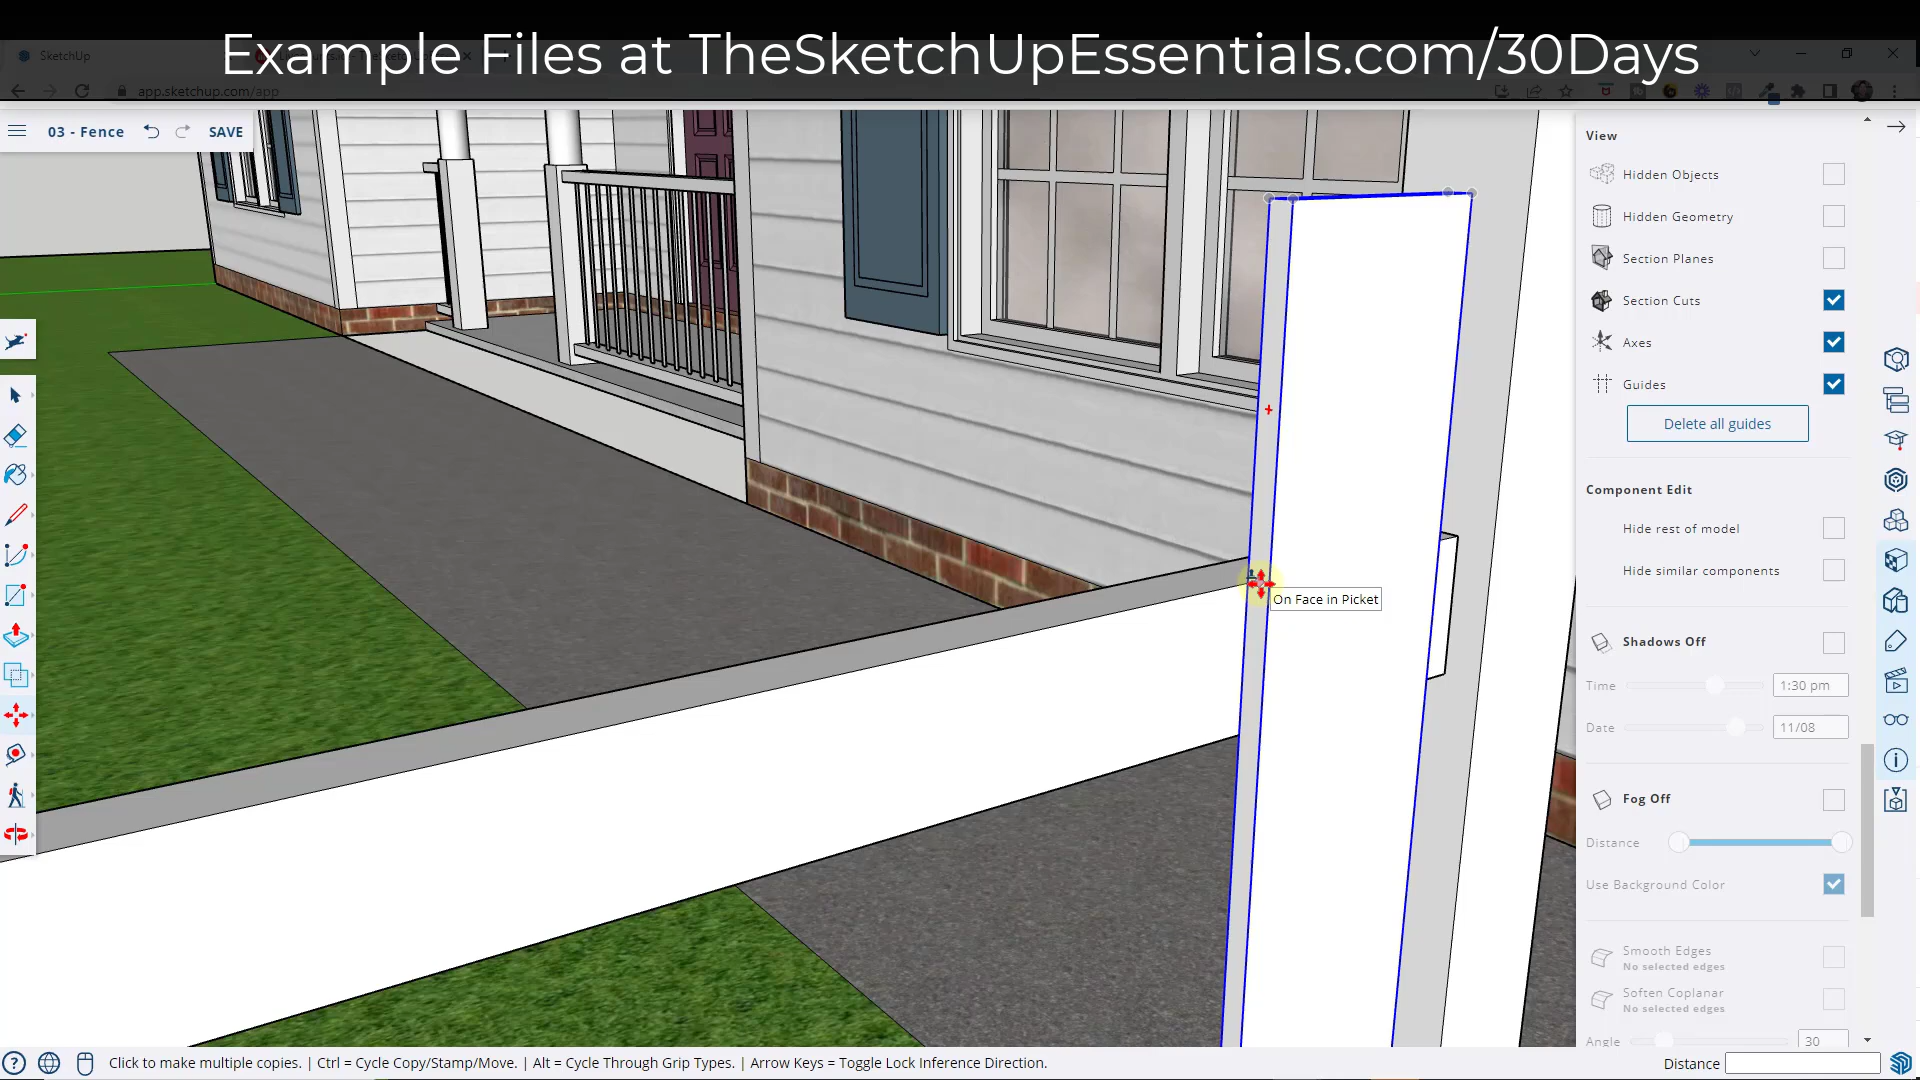 Example Files at TheSketchUpEssentials.com/30Days
SketchUp
app.sketchup.com/app
03 - Fence
SAVE
View
Hidden Objects
Hidden Geometry
Section Planes
Section Cuts
Axes
Guides
Delete all guides
Component Edit
Hide rest of model
Hide similar components
On Face in Picket
Shadows Off
Time
1:30 pm
Date
11/08
Fog Off
Distance
Use Background Color
Smooth Edges
No selected edges
Soften Coplanar
No selected edges
Angle
30
Click to make multiple copies. | Ctrl = Cycle Copy/Stamp/Move. | Alt = Cycle Through Grip Types. | Arrow Keys = Toggle Lock Inference Direction.
Distance